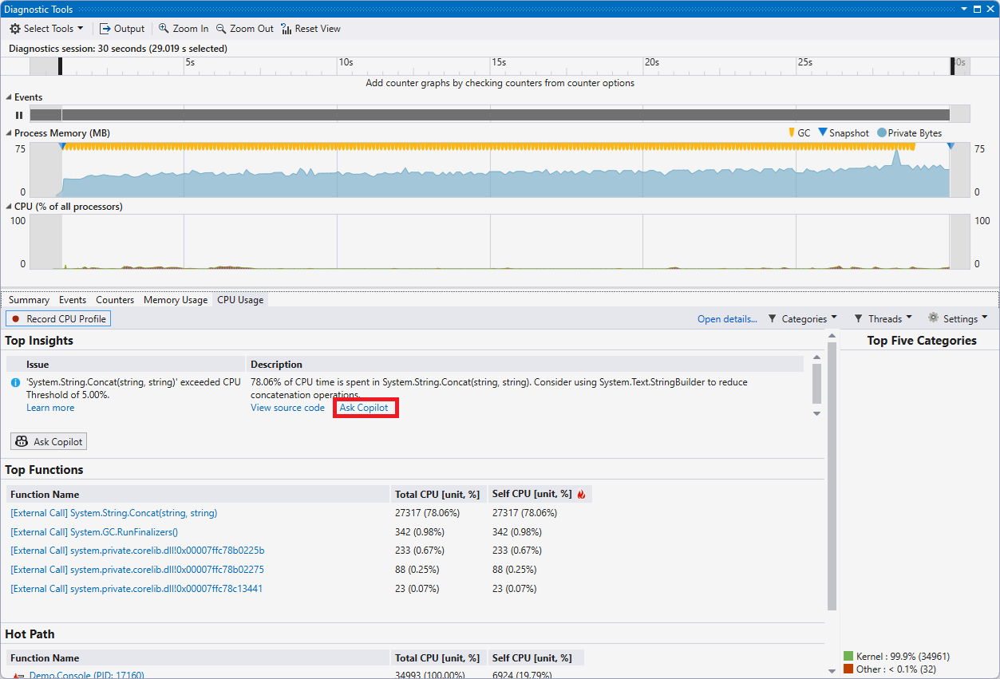 Diagnostic Tools
Select Tools Output Zoom In Zoom Out Reset View
Diagnostics session: 30 seconds (29.019 s selected)
5s 10s 15s 20s 25s 0s
Add counter graphs by checking counters from counter options
Events
Process Memory (MB) GC Snapshot Private Bytes
75 75
0 0
CPU (% of all processors)
100 100
0 0
Summary Events Counters Memory Usage CPU Usage
Record CPU Profile Open details... Categories Threads Settings
Top Insights Top Five Categories
Issue Description
'System.String.Concat(string, string)' exceeded CPU 78.06% of CPU time is spent in System.String.Concat(string, string). Consider using System.Text.StringBuilder to reduce
Threshold of 5.00%. concatenation operations.
Learn more View source code Ask Copilot
Ask Copilot
Top Functions
Function Name Total CPU [unit, %] Self CPU [unit, %]
[External Call] System.String.Concat(string, string) 27317 (78.06%) 27317 (78.06%)
[External Call] System.GC.RunFinalizers() 342 (0.98%) 342 (0.98%)
[External Call] system.private.corelib.dll!0x00007ffc78b0225b 233 (0.67%) 233 (0.67%)
[External Call] system.private.corelib.dll!0x00007ffc78b02275 88 (0.25%) 88 (0.25%)
[External Call] system.private.corelib.dll!0x00007ffc78c13441 23 (0.07%) 23 (0.07%)
Hot Path
Function Name Total CPU [unit, %] Self CPU [unit, %]
Kernel : 99.9% (34961)
Other : < 0.1% (32)
Demo.Console (PID: 17160) 34993 (100.00%) 6924 (19.79%)